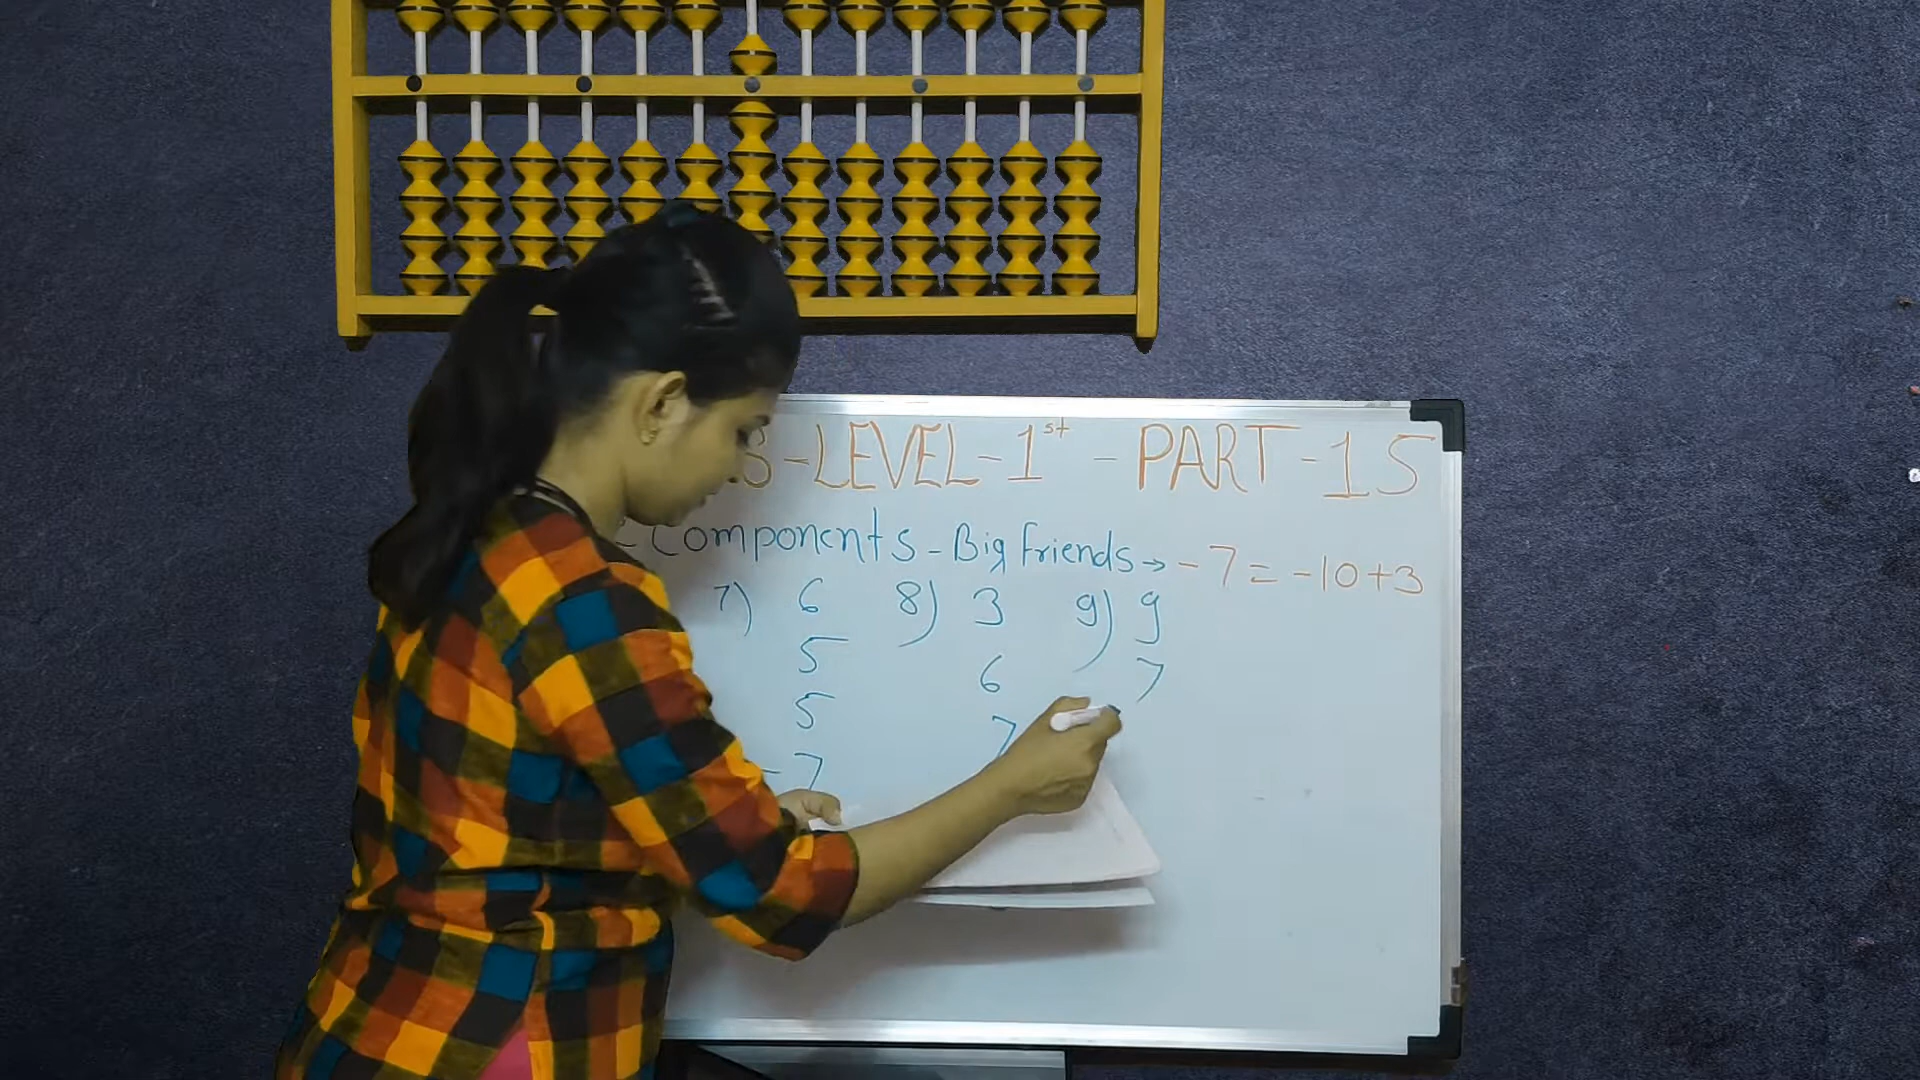 -LEVEL-1st - PART-15
Components - Big friends → -7 = -10+3
7) 6 8) 3 9) 9
5 6 7
5 7
-7